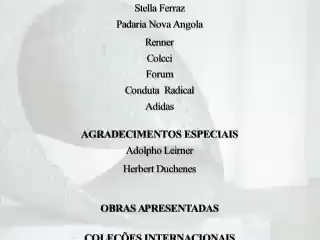 Stella Ferraz
Padaria Nova Angola
Renner
Colcci
Forum
Conduta Radical
Adidas
AGRADECIMENTOS ESPECIAIS
Adolpho Leirner
Herbert Duchenes
OBRAS APRESENTADAS
COLEÇÕES INTERNACIONAIS